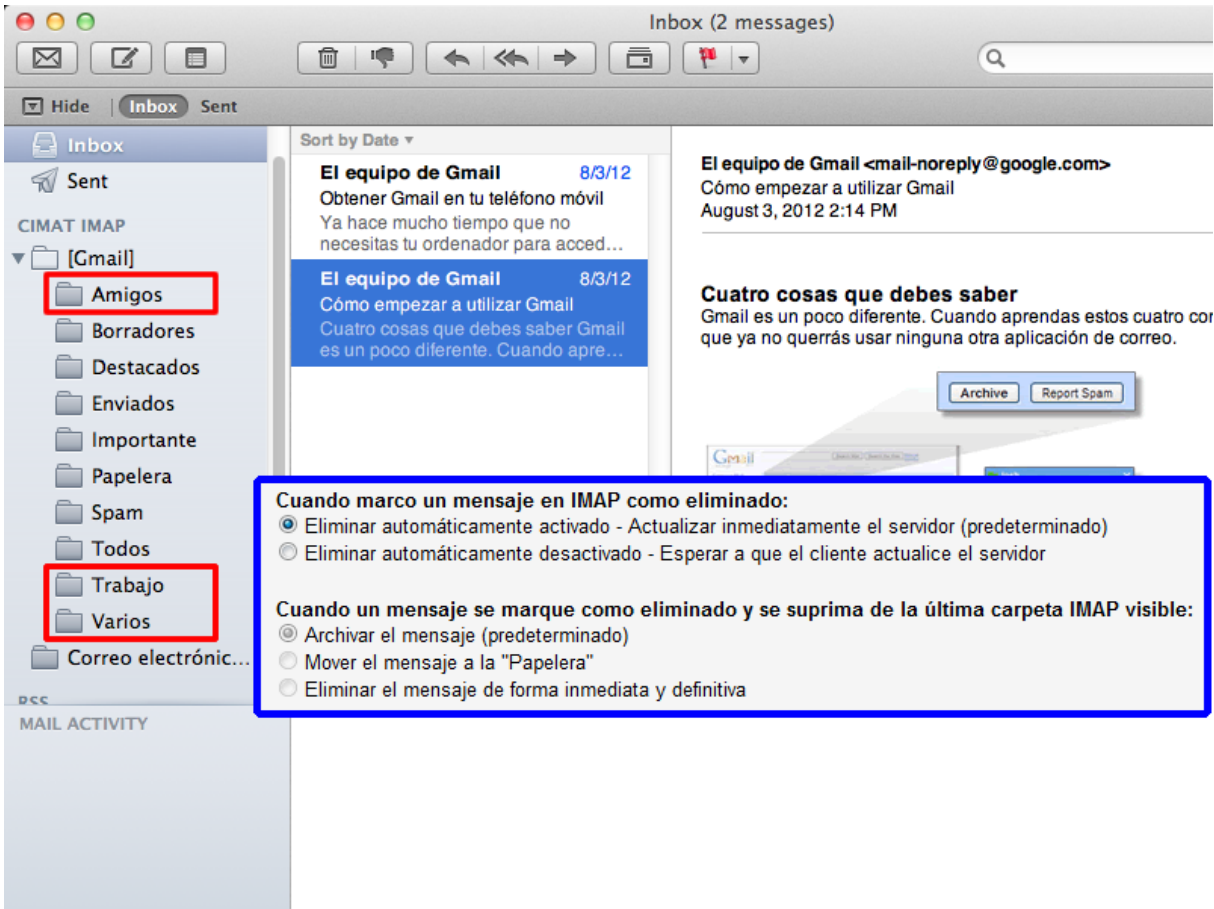 Inbox (2 messages)
Hide Inbox Sent
Inbox
Sent
CIMAT IMAP
[Gmail]
Amigos
Borradores
Destacados
Enviados
Importante
Papelera
Spam
Todos
Trabajo
Varios
Correo electrónic...
RSS
MAIL ACTIVITY
Sort by Date
El equipo de Gmail 8/3/12
Obtener Gmail en tu teléfono móvil
Ya hace mucho tiempo que no
necesitas tu ordenador para acced...
El equipo de Gmail 8/3/12
Cómo empezar a utilizar Gmail
Cuatro cosas que debes saber Gmail
es un poco diferente. Cuando apre...
El equipo de Gmail <mail-noreply@google.com>
Cómo empezar a utilizar Gmail
August 3, 2012 2:14 PM
Cuatro cosas que debes saber
Gmail es un poco diferente. Cuando aprendas estos cuatro cor
que ya no querrás usar ninguna otra aplicación de correo.
Archive Report Spam
Gmail
Cuando marco un mensaje en IMAP como eliminado:
Eliminar automáticamente activado - Actualizar inmediatamente el servidor (predeterminado)
Eliminar automáticamente desactivado - Esperar a que el cliente actualice el servidor
Cuando un mensaje se marque como eliminado y se suprima de la última carpeta IMAP visible:
Archivar el mensaje (predeterminado)
Mover el mensaje a la "Papelera"
Eliminar el mensaje de forma inmediata y definitiva